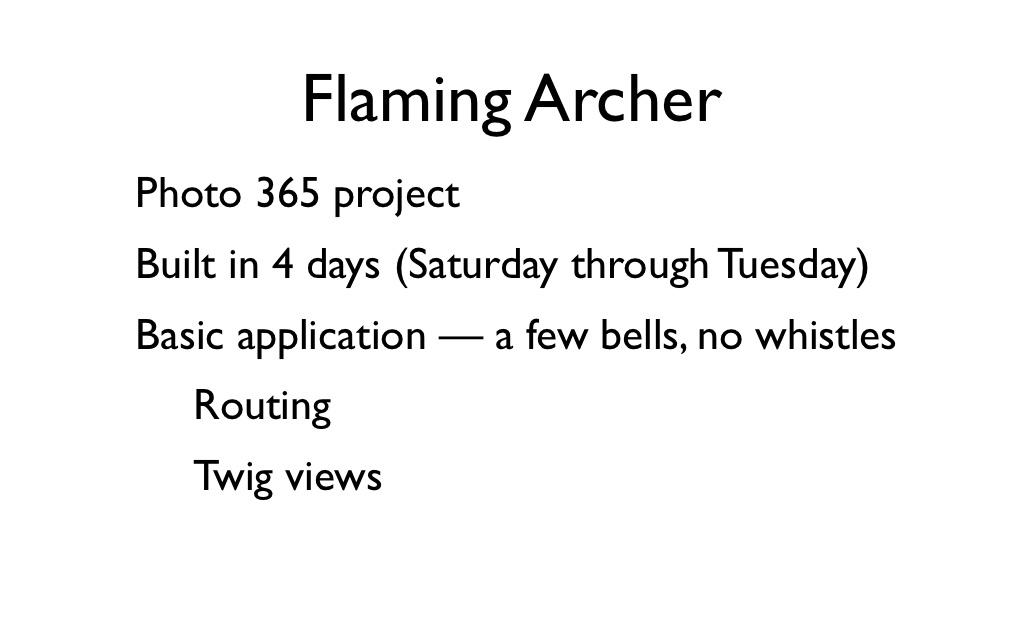 Flaming Archer
Photo 365 project
Built in 4 days (Saturday through Tuesday)
Basic application — a few bells, no whistles
Routing
Twig views